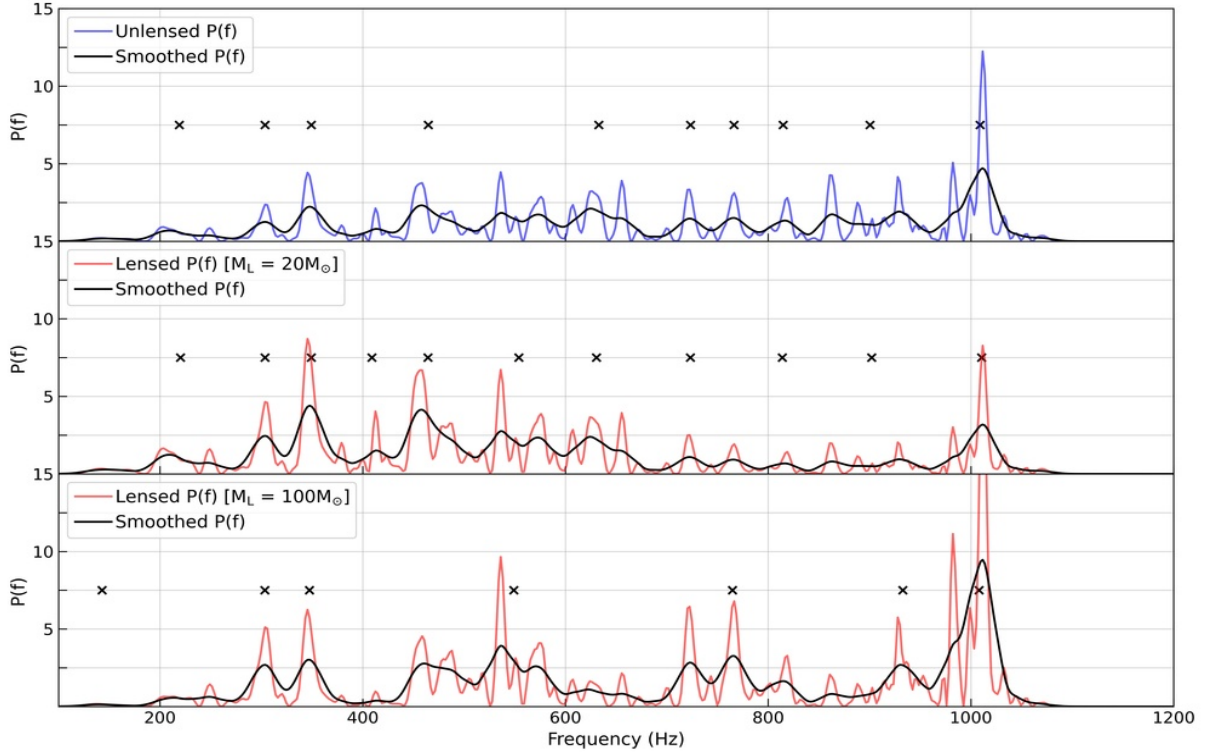 15
Unlensed P(f)
Smoothed P(f)
10
P(f)
5
15
Lensed P(f) [M_L = 20M_⊙]
Smoothed P(f)
10
P(f)
5
15
Lensed P(f) [M_L = 100M_⊙]
Smoothed P(f)
10
P(f)
5
200 400 600 800 1000 1200
Frequency (Hz)